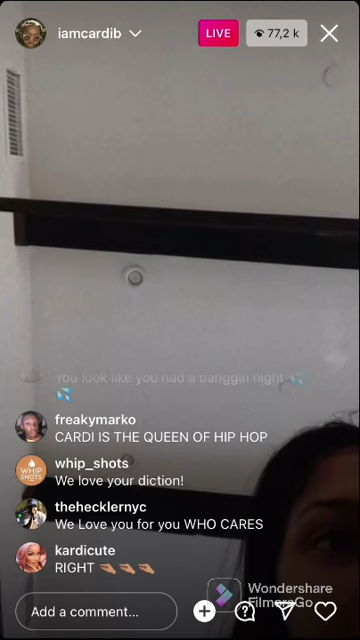 iamcardib
LIVE
77,2 k
You look like you had a banggin night 💦
💦
freakymarko
CARDI IS THE QUEEN OF HIP HOP
WHIP SHOTS
whip_shots
We love your diction!
thehecklernyc
We Love you for you WHO CARES
kardicute
RIGHT 👏🏽👏🏽👏🏽
Wondershare
FilmoraGo
Add a comment...